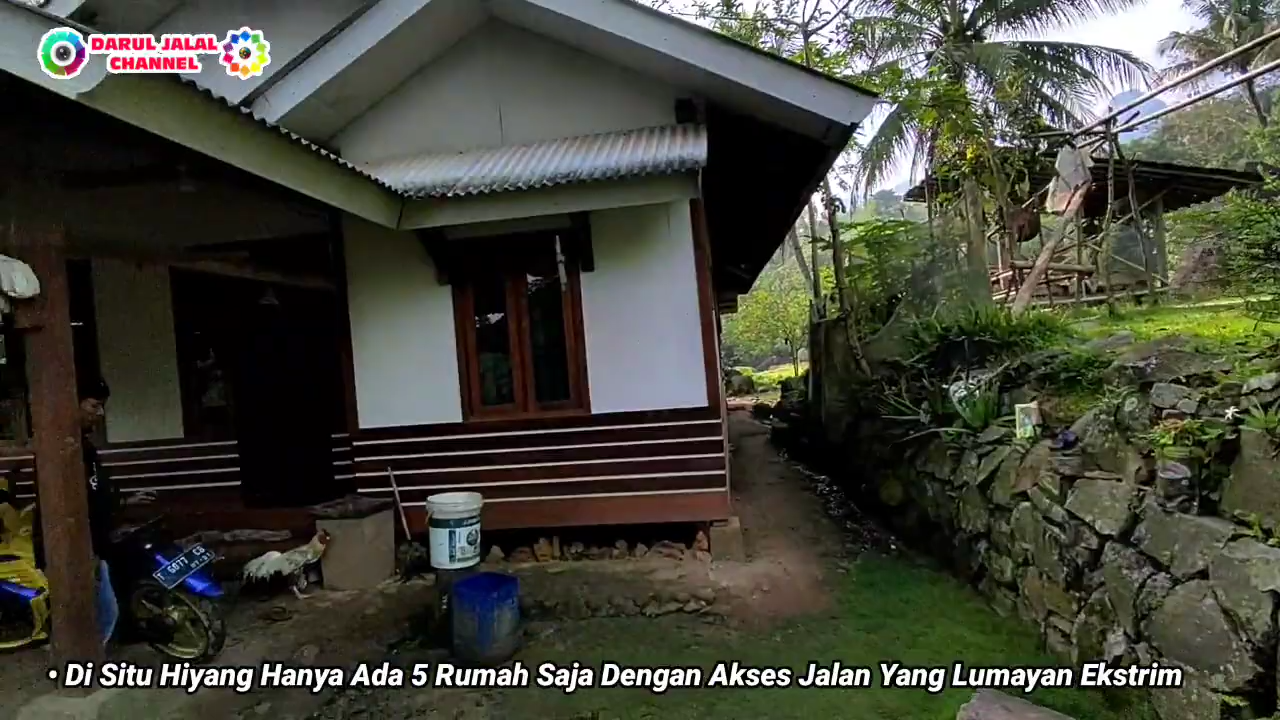 DARUL JALAL
CHANNEL
• Di Situ Hiyang Hanya Ada 5 Rumah Saja Dengan Akses Jalan Yang Lumayan Ekstrim